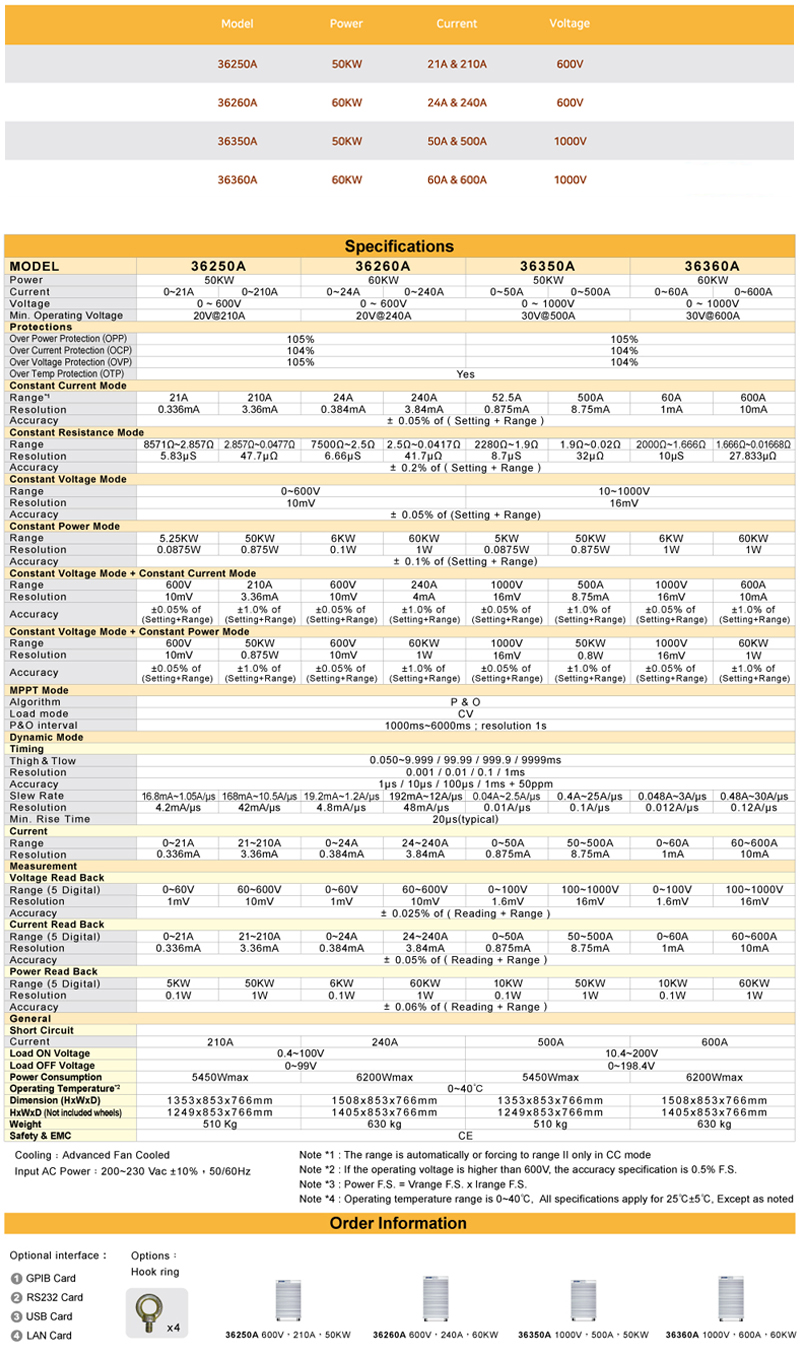 Model Power Current Voltage
36250A 50KW 21A & 210A 600V
36260A 60KW 24A & 240A 600V
36350A 50KW 50A & 500A 1000V
36360A 60KW 60A & 600A 1000V
Specifications
MODEL 36250A 36260A 36350A 36360A
Power 50KW 60KW 50KW 60KW
Current 0~21A 0~210A 0~24A 0~240A 0~50A 0~500A 0~60A 0~600A
Voltage 0 ~ 600V 0 ~ 600V 0 ~ 1000V 0 ~ 1000V
Min. Operating Voltage 20V@210A 20V@240A 30V@500A 30V@600A
Protections
Over Power Protection (OPP) 105% 105%
Over Current Protection (OCP) 104% 104%
Over Voltage Protection (OVP) 105% 104%
Over Temp Protection (OTP) Yes
Constant Current Mode
Range*1 21A 210A 24A 240A 52.5A 500A 60A 600A
Resolution 0.336mA 3.36mA 0.384mA 3.84mA 0.875mA 8.75mA 1mA 10mA
Accuracy ± 0.05% of ( Setting + Range )
Constant Resistance Mode
Range 8571Ω~2.857Ω 2.857Ω~0.0477Ω 7500Ω~2.5Ω 2.5Ω~0.0417Ω 2280Ω~1.9Ω 1.9Ω~0.02Ω 2000Ω~1.666Ω 1.666Ω~0.01668Ω
Resolution 5.83μS 47.7μΩ 6.66μS 41.7μΩ 8.7μS 32μΩ 10μS 27.833μΩ
Accuracy ± 0.2% of ( Setting + Range )
Constant Voltage Mode
Range 0~600V 10~1000V
Resolution 10mV 16mV
Accuracy ± 0.05% of (Setting + Range)
Constant Power Mode
Range 5.25KW 50KW 6KW 60KW 5KW 50KW 6KW 60KW
Resolution 0.0875W 0.875W 0.1W 1W 0.0875W 0.875W 1W 1W
Accuracy ± 0.1% of (Setting + Range)
Constant Voltage Mode + Constant Current Mode
Range 600V 210A 600V 240A 1000V 500A 1000V 600A
Resolution 10mV 3.36mA 10mV 4mA 16mV 8.75mA 16mV 10mA
Accuracy ±0.05% of ±1.0% of ±0.05% of ±1.0% of ±0.05% of ±1.0% of ±0.05% of ±1.0% of
(Setting+Range) (Setting+Range) (Setting+Range) (Setting+Range) (Setting+Range) (Setting+Range) (Setting+Range) (Setting+Range)
Constant Voltage Mode + Constant Power Mode
Range 600V 50KW 600V 60KW 1000V 50KW 1000V 60KW
Resolution 10mV 0.875W 10mV 1W 16mV 0.8W 16mV 1W
Accuracy ±0.05% of ±1.0% of ±0.05% of ±1.0% of ±0.05% of ±1.0% of ±0.05% of ±1.0% of
(Setting+Range) (Setting+Range) (Setting+Range) (Setting+Range) (Setting+Range) (Setting+Range) (Setting+Range) (Setting+Range)
MPPT Mode
Algorithm P & O
Load mode CV
P&O interval 1000ms~6000ms ; resolution 1s
Dynamic Mode
Timing
Thigh & Tlow 0.050~9.999 / 99.99 / 999.9 / 9999ms
Resolution 0.001 / 0.01 / 0.1 / 1ms
Accuracy 1μs / 10μs / 100μs / 1ms + 50ppm
Slew Rate 16.8mA~1.05A/μs 168mA~10.5A/μs 19.2mA~1.2A/μs 192mA~12A/μs 0.04A~2.5A/μs 0.4A~25A/μs 0.048A~3A/μs 0.48A~30A/μs
Resolution 4.2mA/μs 42mA/μs 4.8mA/μs 48mA/μs 0.01A/μs 0.1A/μs 0.012A/μs 0.12A/μs
Min. Rise Time 20μs(typical)
Current
Range 0~21A 21~210A 0~24A 24~240A 0~50A 50~500A 0~60A 60~600A
Resolution 0.336mA 3.36mA 0.384mA 3.84mA 0.875mA 8.75mA 1mA 10mA
Measurement
Voltage Read Back
Range (5 Digital) 0~60V 60~600V 0~60V 60~600V 0~100V 100~1000V 0~100V 100~1000V
Resolution 1mV 10mV 1mV 10mV 1.6mV 16mV 1.6mV 16mV
Accuracy ± 0.025% of ( Reading + Range )
Current Read Back
Range (5 Digital) 0~21A 21~210A 0~24A 24~240A 0~50A 50~500A 0~60A 60~600A
Resolution 0.336mA 3.36mA 0.384mA 3.84mA 0.875mA 8.75mA 1mA 10mA
Accuracy ± 0.05% of ( Reading + Range )
Power Read Back
Range (5 Digital) 5KW 50KW 6KW 60KW 10KW 50KW 10KW 60KW
Resolution 0.1W 1W 0.1W 1W 0.1W 1W 0.1W 1W
Accuracy ± 0.06% of ( Reading + Range )
General
Short Circuit
Current 210A 240A 500A 600A
Load ON Voltage 0.4~100V 10.4~200V
Load OFF Voltage 0~99V 0~198.4V
Power Consumption 5450Wmax 6200Wmax 5450Wmax 6200Wmax
Operating Temperature*2 0~40℃
Dimension (HxWxD) 1353x853x766mm 1508x853x766mm 1353x853x766mm 1508x853x766mm
HxWxD (Not included wheels) 1249x853x766mm 1405x853x766mm 1249x853x766mm 1405x853x766mm
Weight 510 Kg 630 kg 510 Kg 630 kg
Safety & EMC CE
Cooling : Advanced Fan Cooled
Input AC Power : 200~230 Vac ±10% , 50/60Hz
Note *1 : The range is automatically or forcing to range II only in CC mode
Note *2 : If the operating voltage is higher than 600V, the accuracy specification is 0.5% F.S.
Note *3 : Power F.S. = Vrange F.S. x Irange F.S.
Note *4 : Operating temperature range is 0~40℃, All specifications apply for 25℃±5℃, Except as noted
Order Information
Optional interface :
1 GPIB Card
2 RS232 Card
3 USB Card
4 LAN Card
Options :
Hook ring
x4
36250A 600V · 210A · 50KW
36260A 600V · 240A · 60KW
36350A 1000V · 500A · 50KW
36360A 1000V · 600A · 60KW